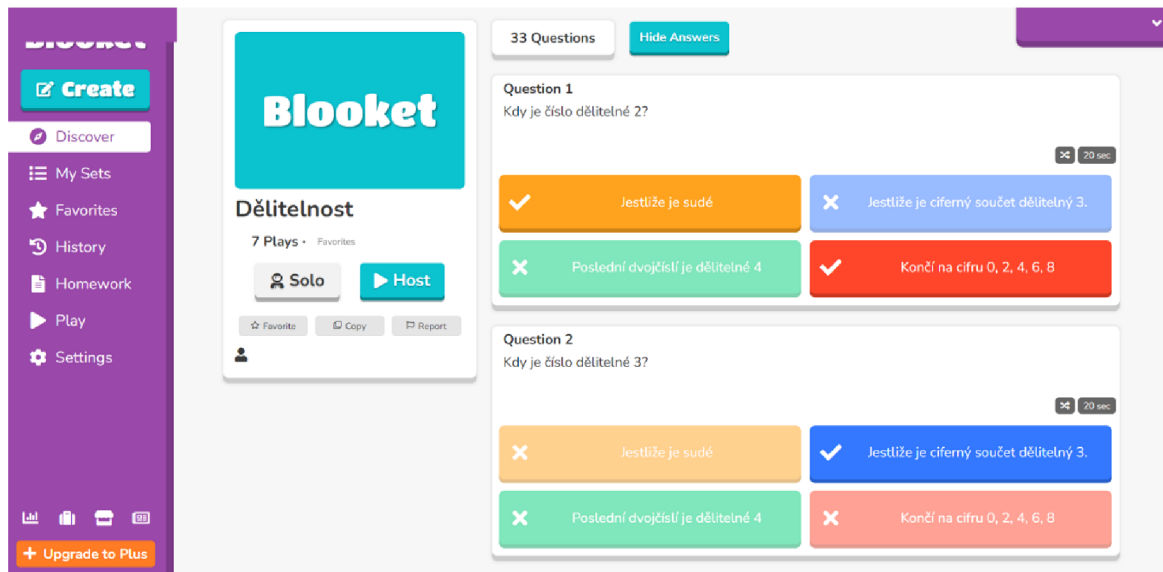 Blooket
Create
Discover
My Sets
Favorites
History
Homework
Play
Settings
Upgrade to Plus
Blooket
Dělitelnost
7 Plays • Favorites
Solo
Host
Favorite
Copy
Report
33 Questions
Hide Answers
Question 1
Kdy je číslo dělitelné 2?
20 sec
Jestliže je sudé
Jestliže je ciferný součet dělitelný 3.
Poslední dvojčíslí je dělitelné 4
Končí na cifru 0, 2, 4, 6, 8
Question 2
Kdy je číslo dělitelné 3?
20 sec
Jestliže je sudé
Jestliže je ciferný součet dělitelný 3.
Poslední dvojčíslí je dělitelné 4
Končí na cifru 0, 2, 4, 6, 8